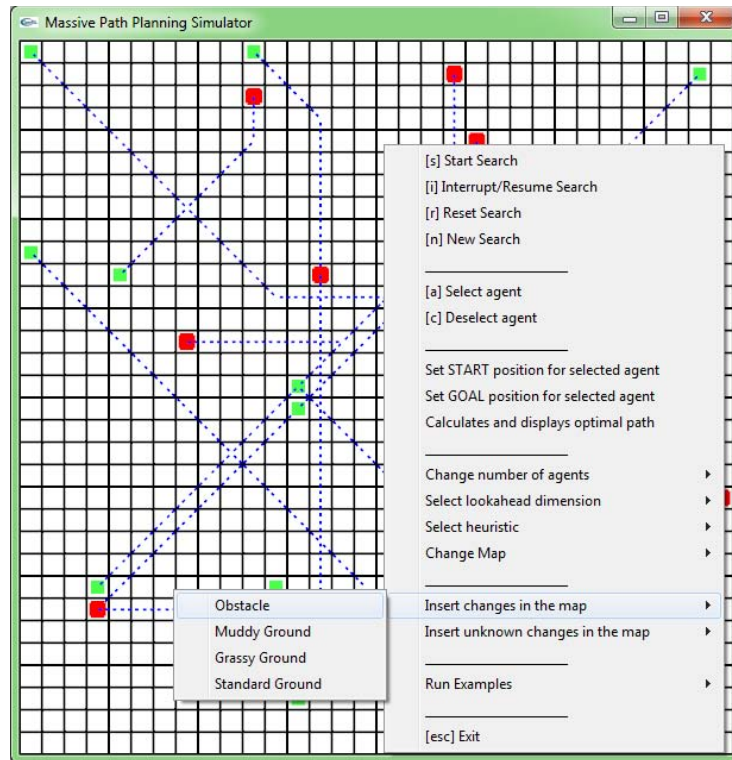 Massive Path Planning Simulator
[s] Start Search
[i] Interrupt/Resume Search
[r] Reset Search
[n] New Search
[a] Select agent
[c] Deselect agent
Set START position for selected agent
Set GOAL position for selected agent
Calculates and displays optimal path
Change number of agents
Select lookahead dimension
Select heuristic
Change Map
Insert changes in the map
Insert unknown changes in the map
Run Examples
[esc] Exit
Obstacle
Muddy Ground
Grassy Ground
Standard Ground